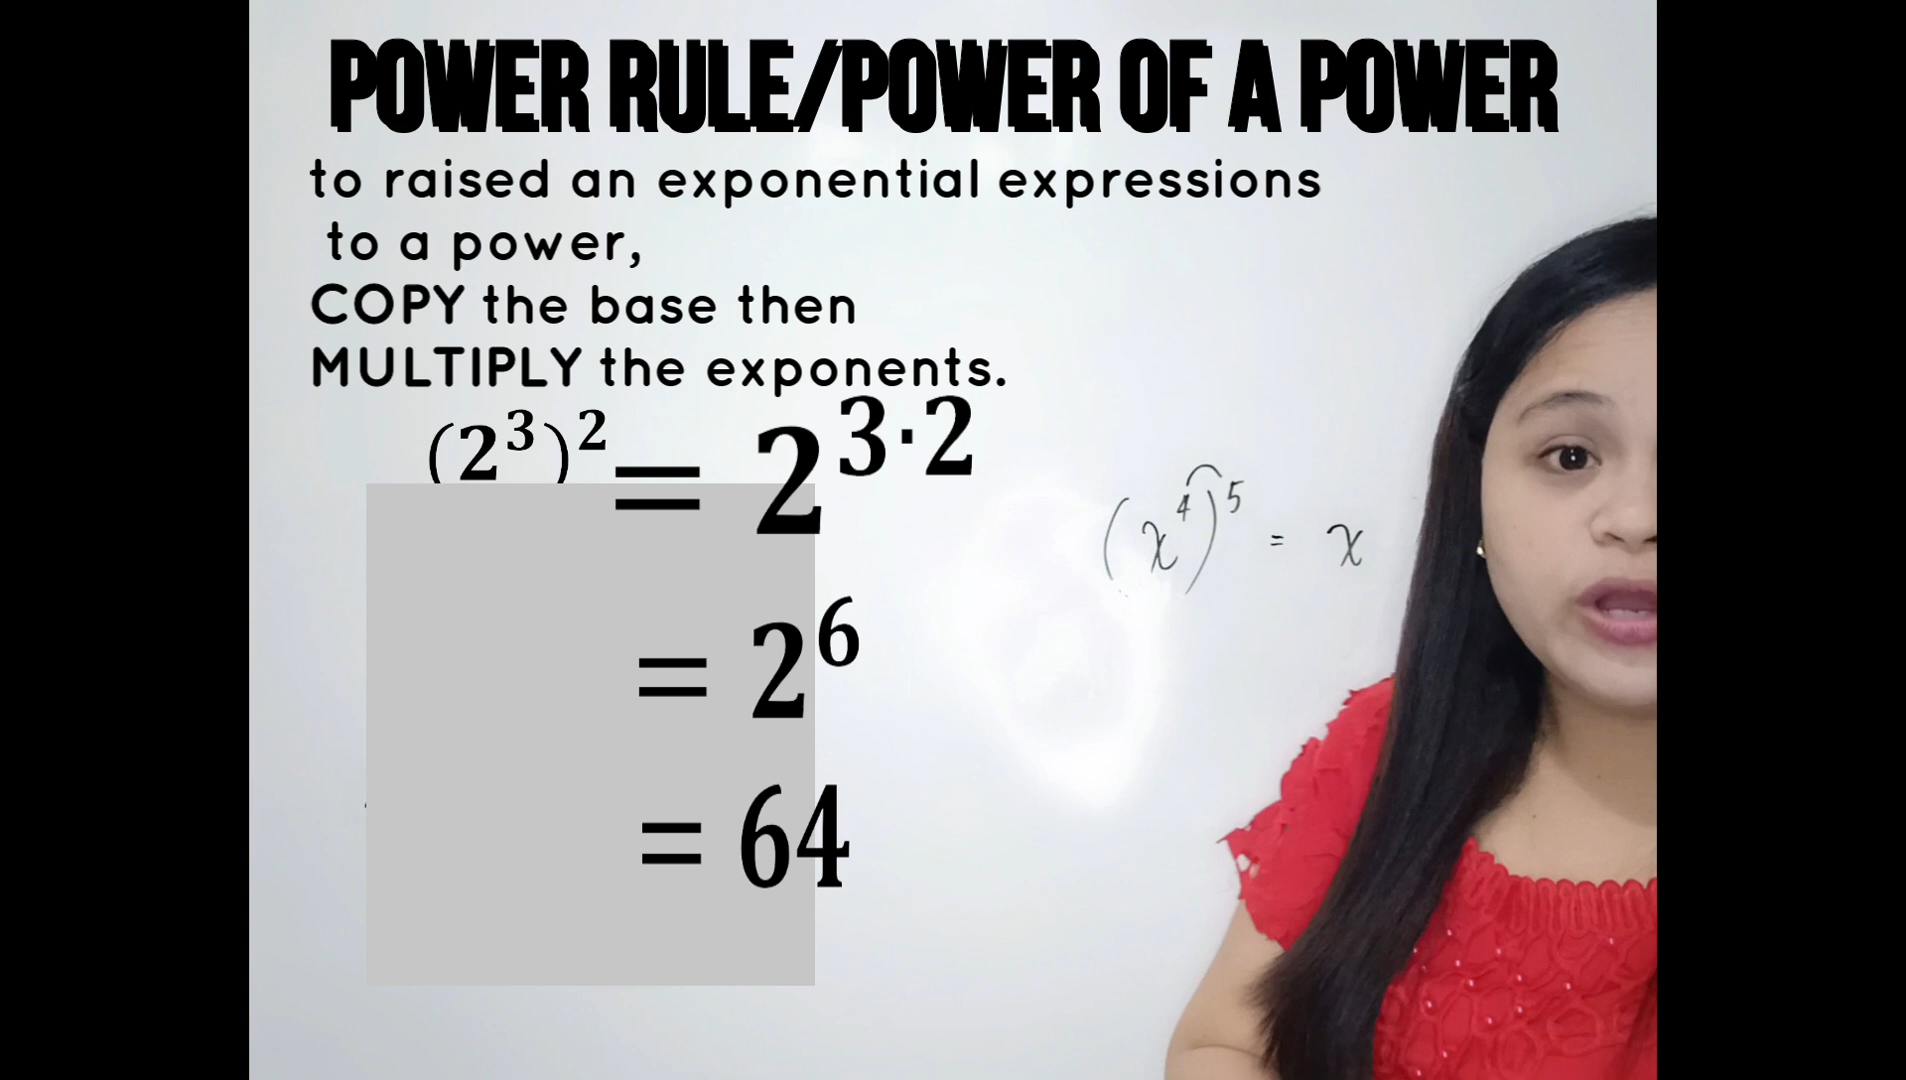 POWER RULE/POWER OF A POWER
to raised an exponential expressions
to a power,
COPY the base then
MULTIPLY the exponents.
(2³)² = 2³·²
= 2⁶
= 64
(x⁴)⁵ = x